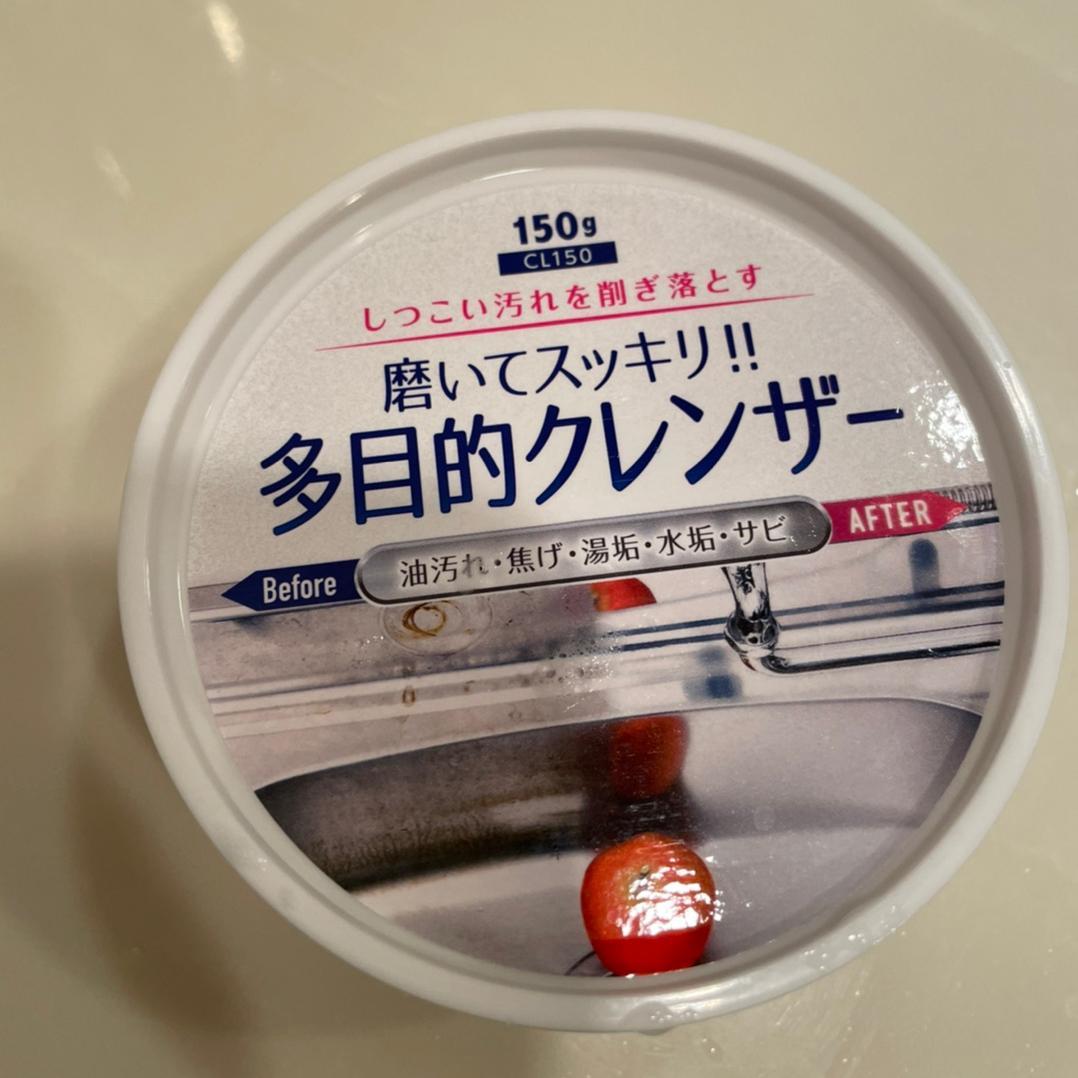 150g
CL150
しつこい汚れを削ぎ落とす
磨いてスッキリ!!
多目的クレンザー
AFTER
油汚れ・焦げ・湯垢・水垢・サビ
Before